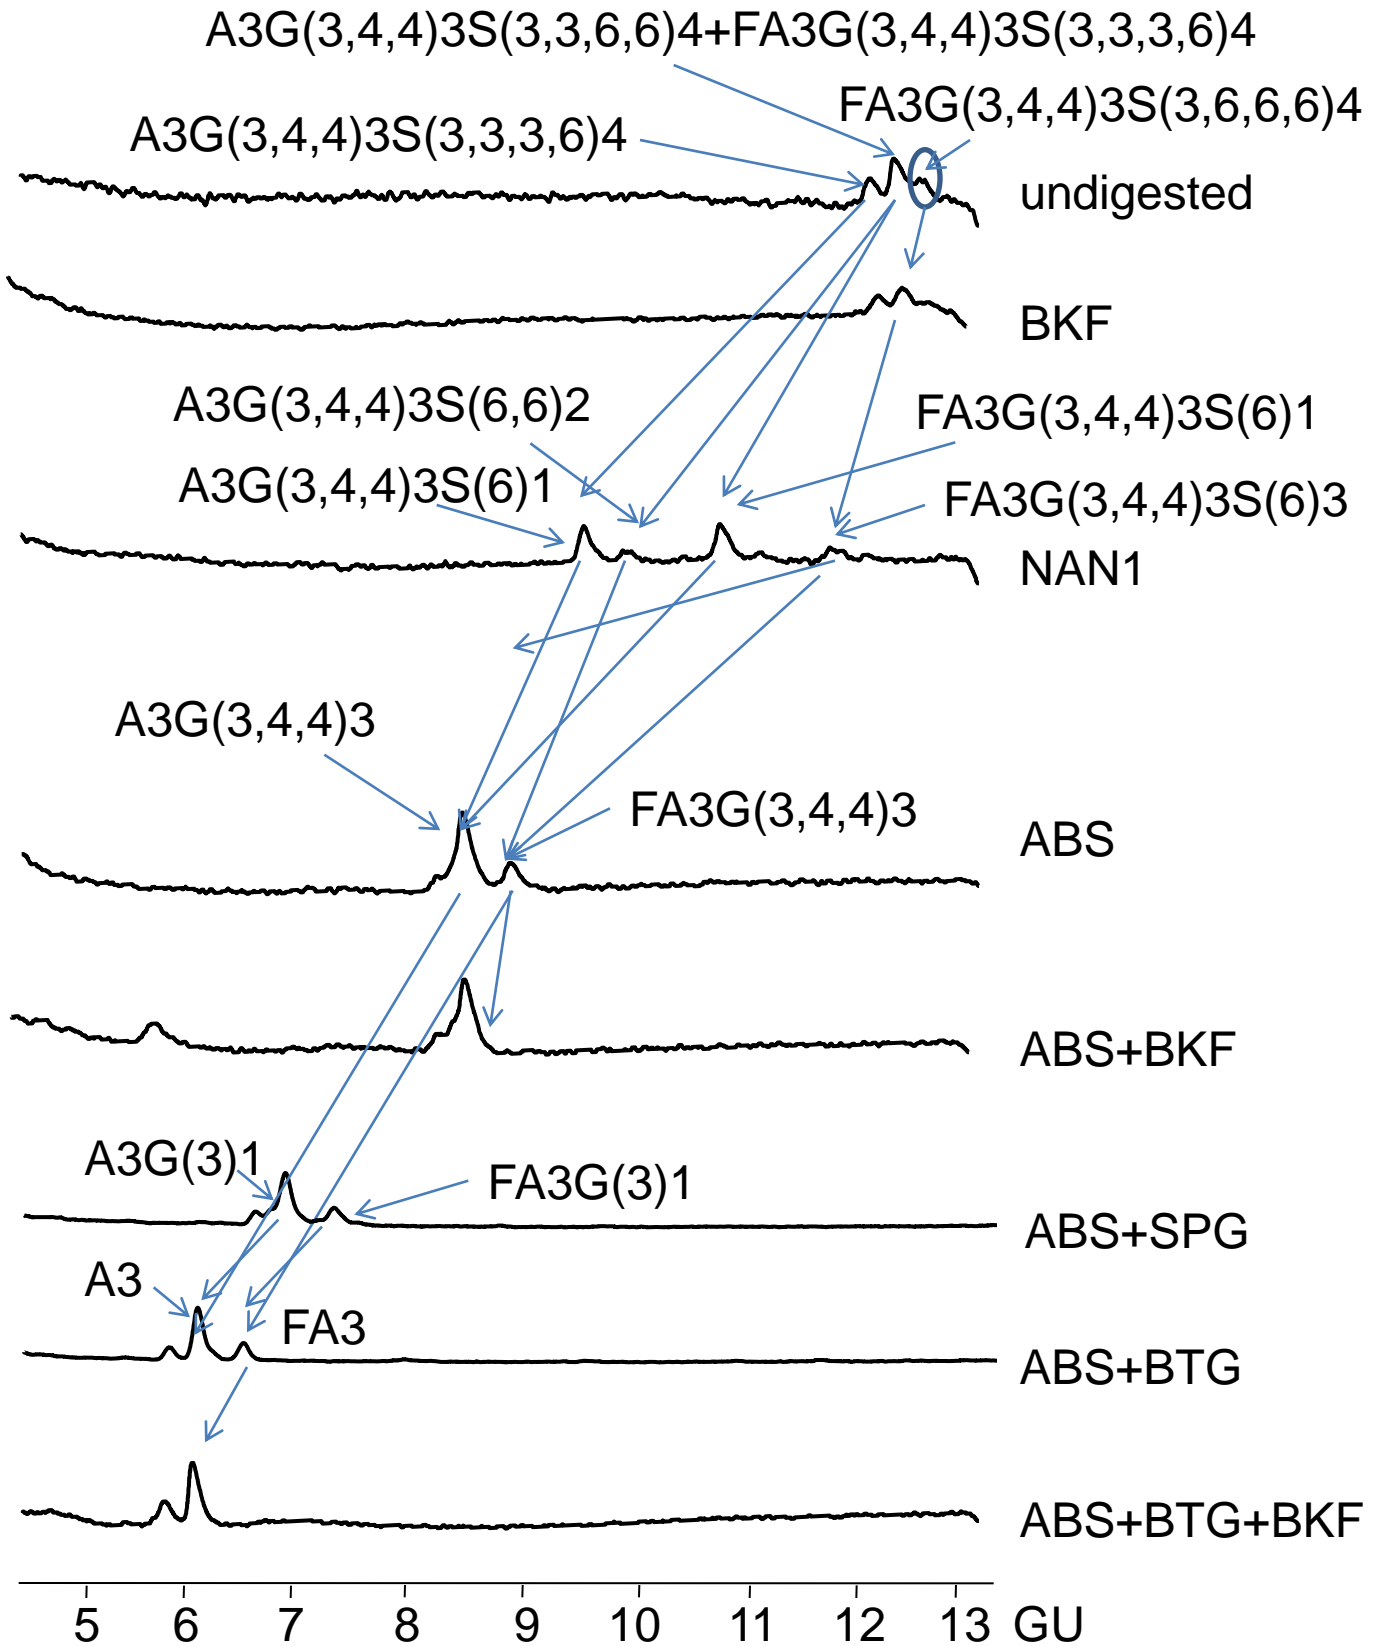 A3G(3,4,4)3S(3,3,6,6)4+FA3G(3,4,4)3S(3,3,3,6)4
FA3G(3,4,4)3S(3,6,6,6)4
A3G(3,4,4)3S(3,3,3,6)4
undigested
BKF
A3G(3,4,4)3S(6,6)2
FA3G(3,4,4)3S(6)1
A3G(3,4,4)3S(6)1
FA3G(3,4,4)3S(6)3
NAN1
A3G(3,4,4)3
FA3G(3,4,4)3
ABS
ABS+BKF
A3G(3)1
FA3G(3)1
ABS+SPG
A3
FA3
ABS+BTG
ABS+BTG+BKF
5 6 7 8 9 10 11 12 13 GU